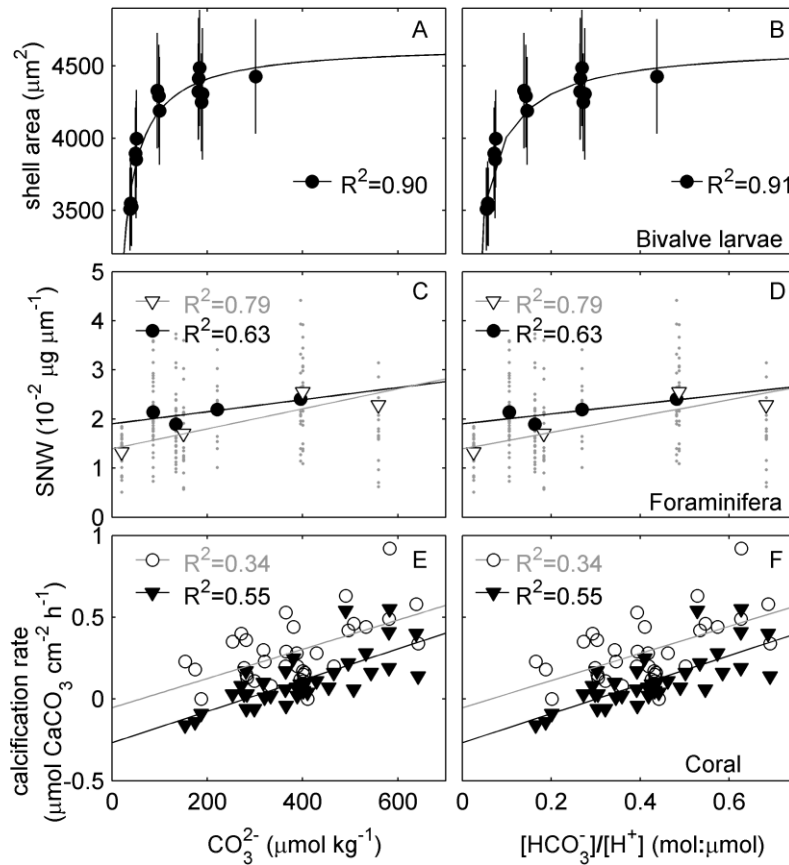 A
B
shell area (μm²)
4500
4000
3500
R²=0.90
R²=0.91
Bivalve larvae
C
D
SNW (10⁻² μg μm⁻¹)
5
4
3
2
1
0
R²=0.79
R²=0.63
R²=0.79
R²=0.63
Foraminifera
E
F
calcification rate
(μmol CaCO₃ cm⁻² h⁻¹)
1
0.5
0
-0.5
R²=0.34
R²=0.55
R²=0.34
R²=0.55
Coral
0 200 400 600
0 0.2 0.4 0.6
CO₃²⁻ (μmol kg⁻¹)
[HCO₃⁻]/[H⁺] (mol:μmol)